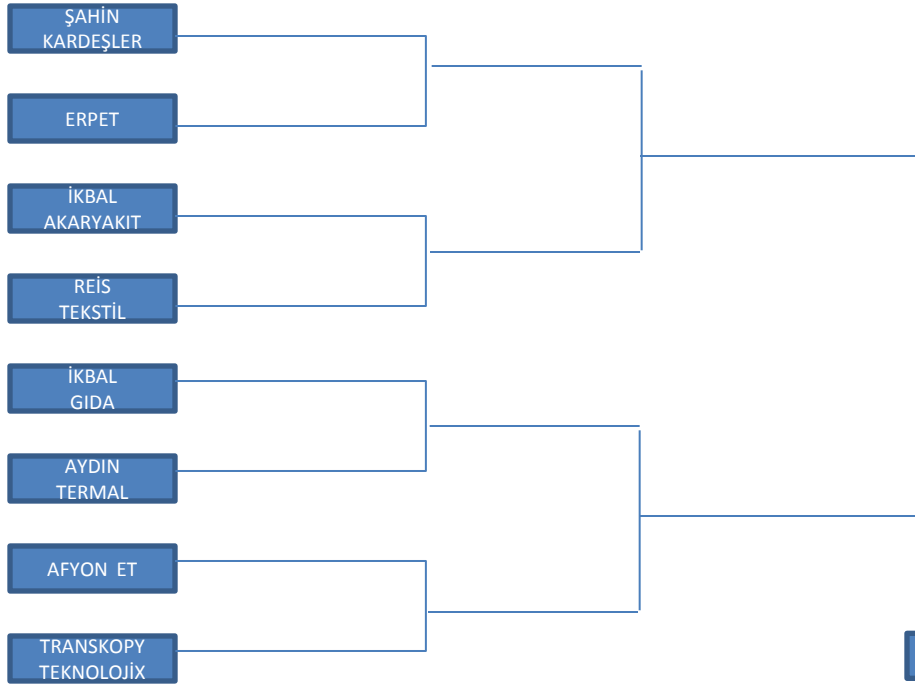 ŞAHİN
KARDEŞLER
ERPET
İKBAL
AKARYAKIT
REİS
TEKSTİL
İKBAL
GIDA
AYDIN
TERMAL
AFYON ET
TRANSKOPY
TEKNOLOJİX